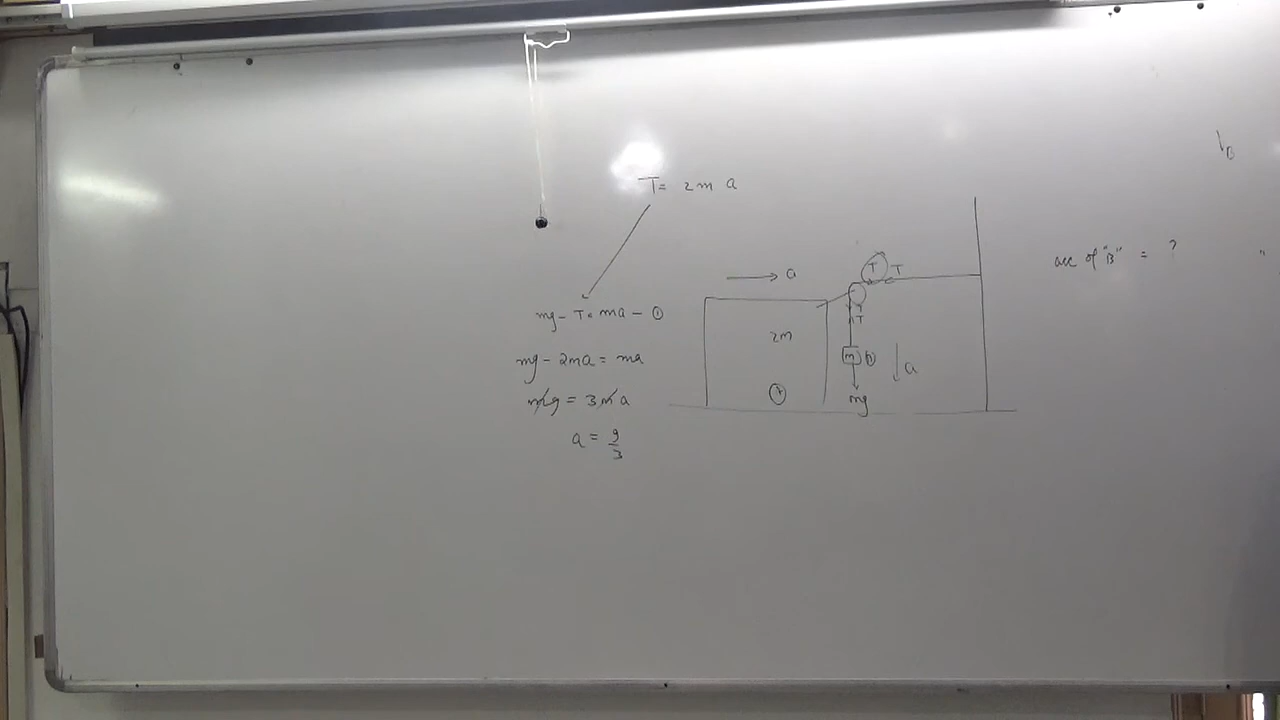 T = 2m a
mg - T = ma - ①
mg - 2ma = ma
mg = 3ma
a = g/3
a
T T
T
2m
m
a
mg
acc of "B" = ?
B